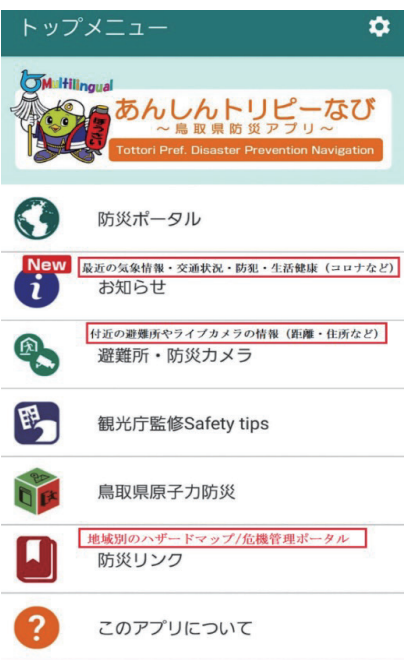 トップメニュー
Multilingual
ぼうさい
あんしんトリピーなび
～鳥取県防災アプリ～
Tottori Pref. Disaster Prevention Navigation
防災ポータル
New
最近の気象情報・交通状況・防犯・生活健康（コロナなど）
お知らせ
付近の避難所やライブカメラの情報（距離・住所など）
避難所・防災カメラ
観光庁監修Safety tips
鳥取県原子力防災
地域別のハザードマップ/危機管理ポータル
防災リンク
このアプリについて